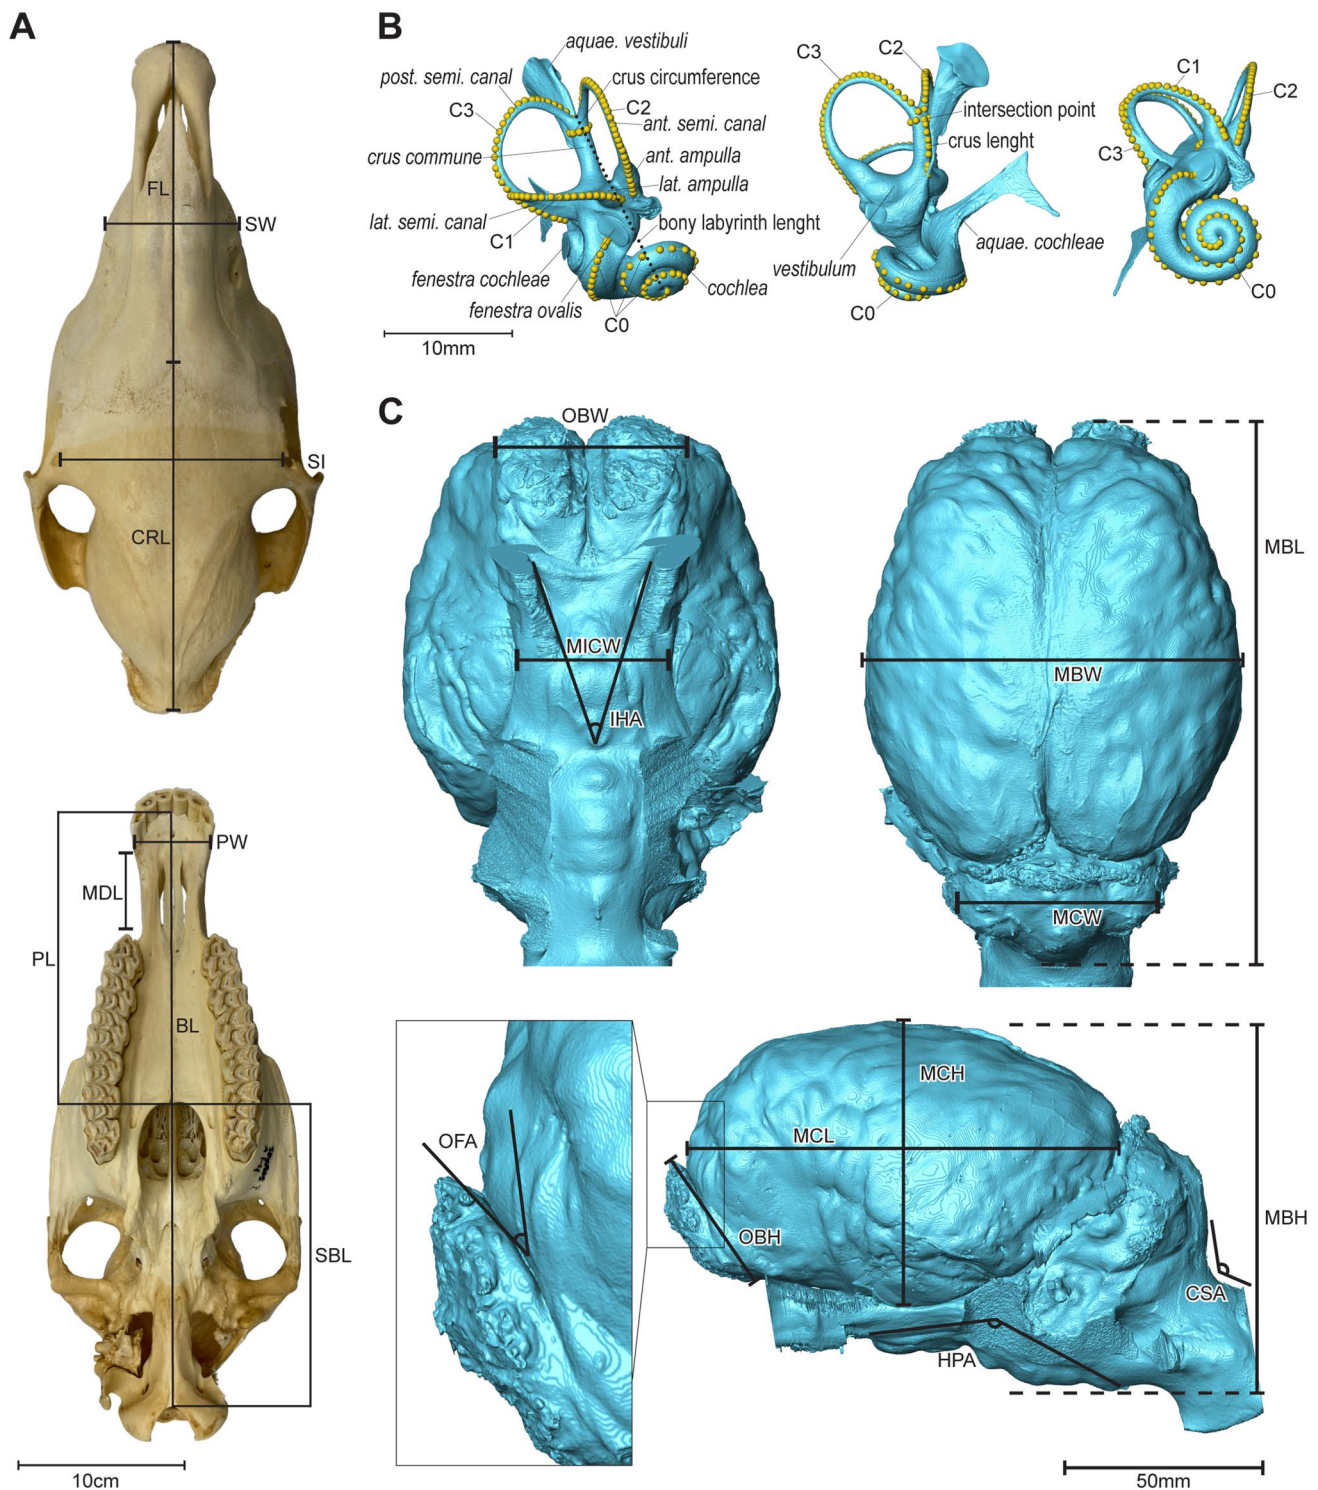 A
FL
SW
SI
CRL
PW
MDL
PL
BL
SBL
10cm
B
aquae. vestibuli
post. semi. canal
crus circumference
C3
C2
ant. semi. canal
crus commune
ant. ampulla
lat. ampulla
lat. semi. canal
C1
bony labyrinth lenght
fenestra cochleae
cochlea
fenestra ovalis
C0
10mm
C3
C2
intersection point
crus lenght
vestibulum
aquae. cochleae
C0
C1
C2
C3
C0
C
OBW
MICW
IHA
MBL
MBW
MCW
OFA
MCH
MCL
OBH
MBH
CSA
HPA
50mm